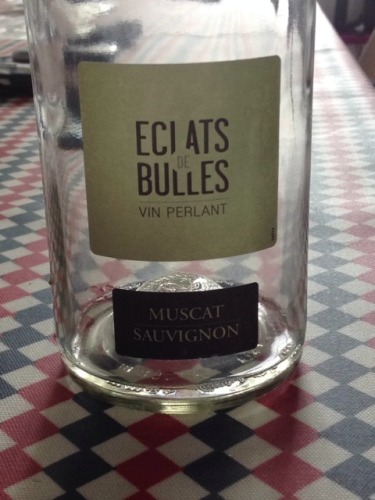 ECLATS
DE
BULLES
VIN PERLANT
MUSCAT
SAUVIGNON